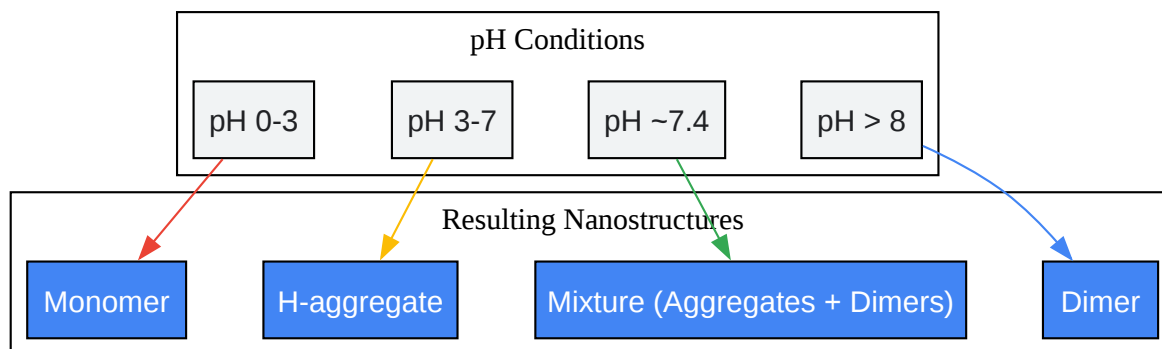 pH Conditions
pH 0-3
pH 3-7
pH ~7.4
pH > 8
Resulting Nanostructures
Monomer
H-aggregate
Mixture (Aggregates + Dimers)
Dimer